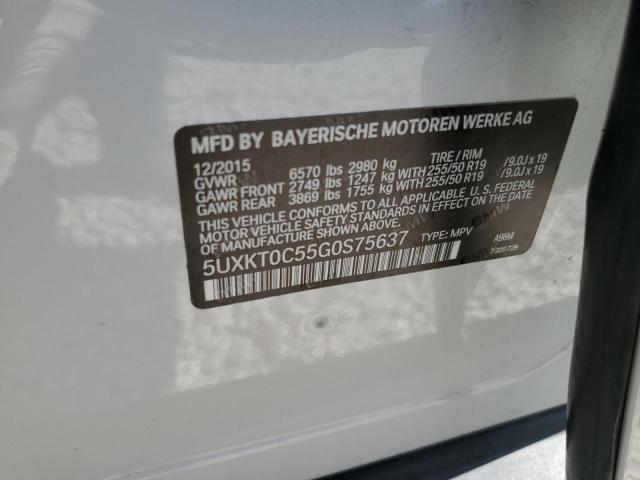 MFD BY BAYERISCHE MOTOREN WERKE AG
12/2015 TIRE / RIM
GVWR 6570 lbs 2980 kg
GAWR FRONT 2749 lbs 1247 kg WITH 255/50 R19 /9.0J x 19
GAWR REAR 3869 lbs 1755 kg WITH 255/50 R19 /9.0J x 19
THIS VEHICLE CONFORMS TO ALL APPLICABLE U.S. FEDERAL
MOTOR VEHICLE SAFETY STANDARDS IN EFFECT ON THE
DATE OF MANUFACTURE SHOWN ABOVE.
5UXKT0C55G0S75637 TYPE: MPV A96M
7320 729